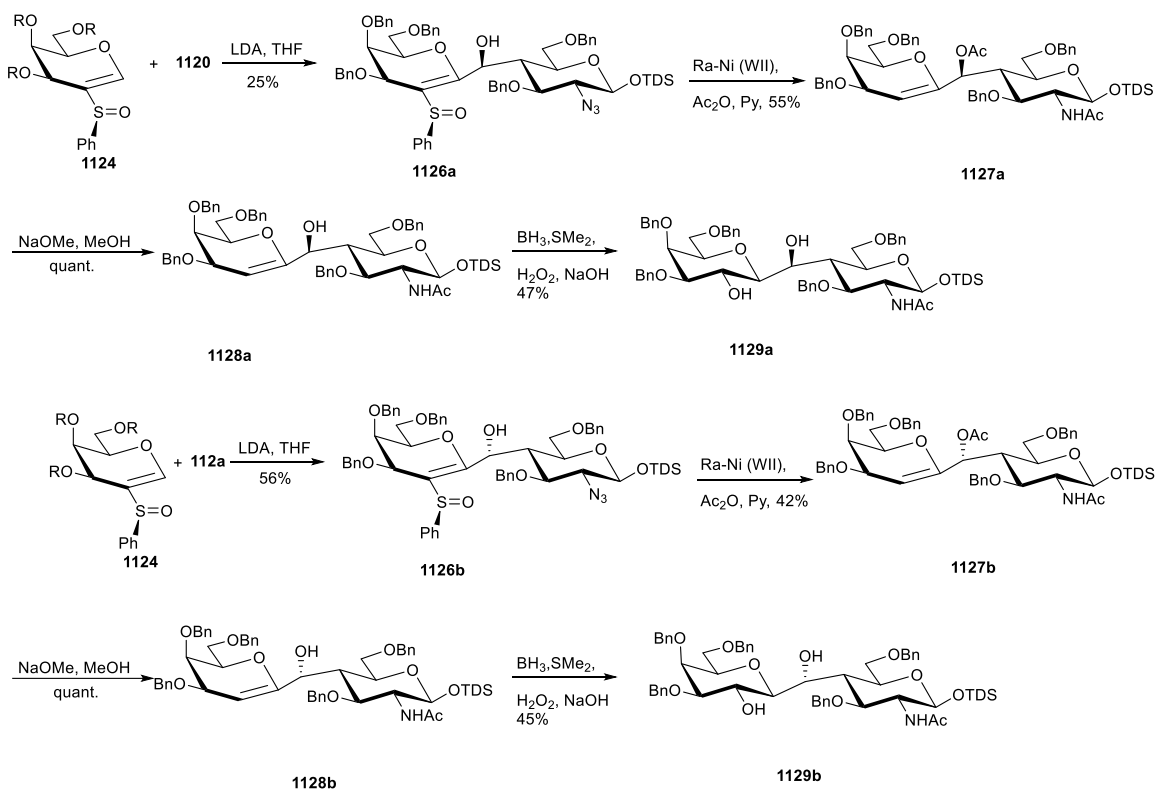 RO
OR
O
RO
S=O
Ph
1124
+ 1120
LDA, THF
25%
OBn
OBn
O
OH
OBn
O
BnO
BnO
OTDS
N3
S=O
Ph
1126a
Ra-Ni (WII),
Ac2O, Py, 55%
OBn
OBn
O
OAc
OBn
O
BnO
BnO
OTDS
NHAc
1127a
NaOMe, MeOH
quant.
OBn
OBn
O
OH
OBn
O
BnO
BnO
OTDS
NHAc
1128a
BH3,SMe2,
H2O2, NaOH
47%
BnO
OBn
O
OH
OBn
O
BnO
OH
BnO
OTDS
NHAc
1129a
RO
OR
O
RO
S=O
Ph
1124
+ 112a
LDA, THF
56%
OBn
OBn
O
OH
OBn
O
BnO
BnO
OTDS
N3
S=O
Ph
1126b
Ra-Ni (WII),
Ac2O, Py, 42%
OBn
OBn
O
OAc
OBn
O
BnO
BnO
OTDS
NHAc
1127b
NaOMe, MeOH
quant.
OBn
OBn
O
OH
OBn
O
BnO
BnO
OTDS
NHAc
1128b
BH3,SMe2,
H2O2, NaOH
45%
BnO
OBn
O
OH
OBn
O
BnO
OH
BnO
OTDS
NHAc
1129b